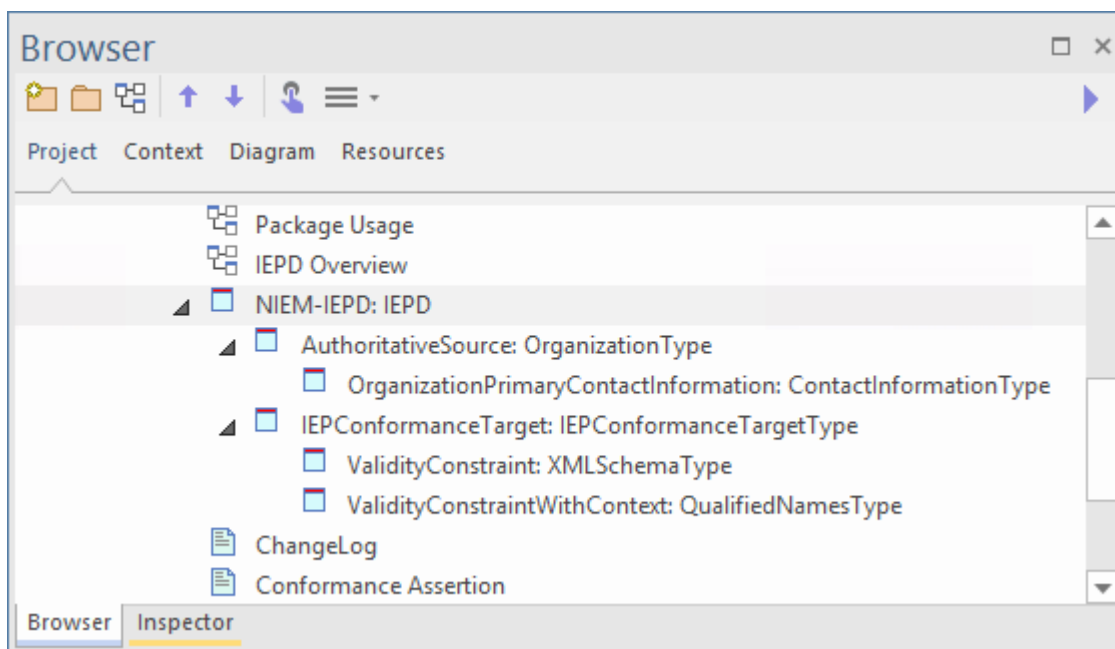 Browser
Project Context Diagram Resources
Package Usage
IEPD Overview
NIEM-IEPD: IEPD
AuthoritativeSource: OrganizationType
OrganizationPrimaryContactInformation: ContactInformationType
IEPConformanceTarget: IEPConformanceTargetType
ValidityConstraint: XMLSchemaType
ValidityConstraintWithContext: QualifiedNamesType
ChangeLog
Conformance Assertion
Browser Inspector